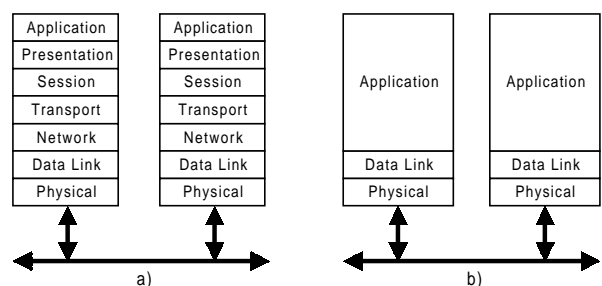 Application
Presentation
Session
Transport
Network
Data Link
Physical
Application
Presentation
Session
Transport
Network
Data Link
Physical
a)
Application
Data Link
Physical
Application
Data Link
Physical
b)